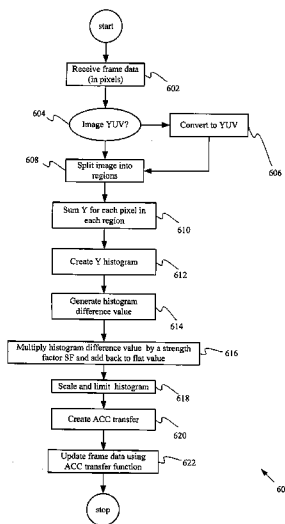 start
Receive frame data
(in pixels)
602
604
Image YUV?
Convert to YUV
606
608
Split image into
regions
Sum Y for each pixel in
each region
610
Create Y histogram
612
Generate histogram
difference value
614
Multiply histogram difference value by a strength
factor SF and add back to flat value
616
Scale and limit histogram
618
Create ACC transfer
620
Update frame data using
ACC transfer function
622
60
stop